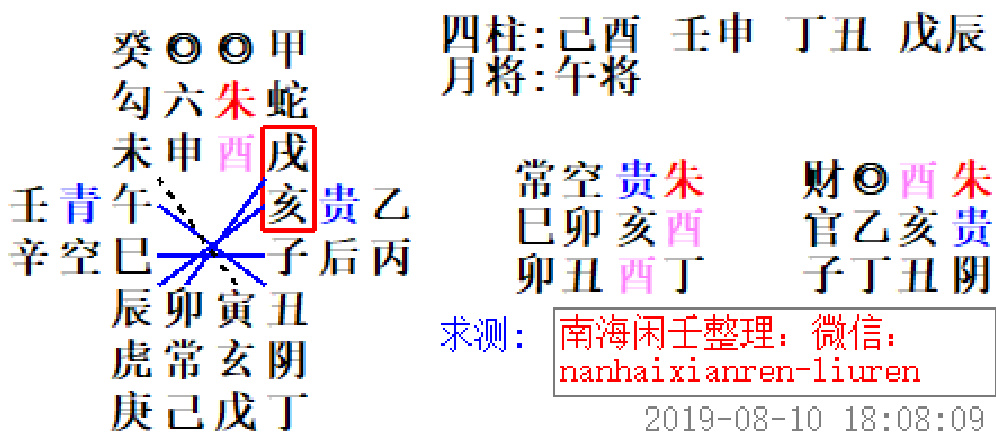 癸◎◎甲
勾六朱蛇
未申酉戌
壬青午 亥贵乙
辛空巳 子后丙
辰卯寅丑
虎常玄阴
庚己戊丁
四柱:己酉 壬申 丁丑 戊辰
月将:午将
常空贵朱 财◎酉朱
巳卯亥酉 官乙亥贵
卯丑酉丁 子丁丑阴
求测:
南海闲壬整理：微信：
nanhaixianren-liuren
2019-08-10 18:08:09